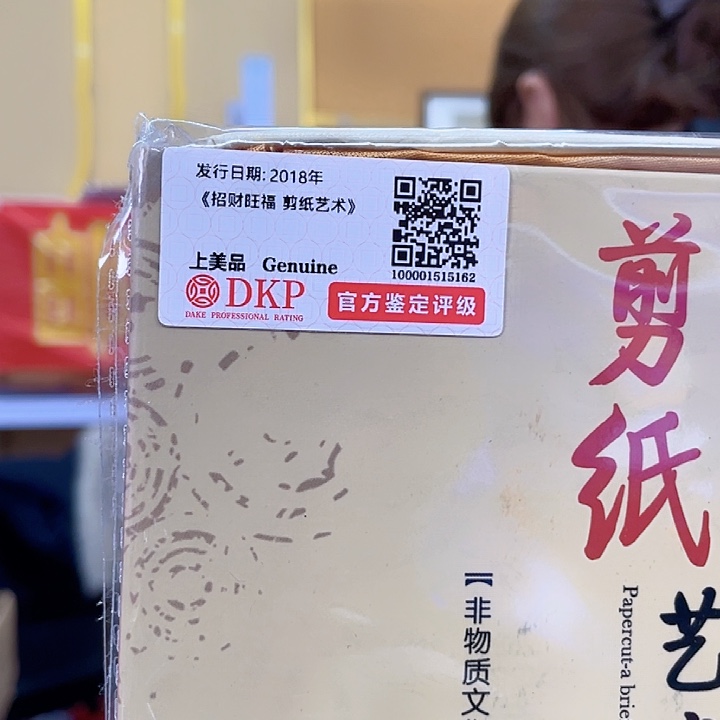 发行日期: 2018年
《招财旺福 剪纸艺术》
上美品 Genuine
100001515162
DKP
DAKE PROFESSIONAL RATING
官方鉴定评级
剪纸艺
Papercut-a brie
【非物质文